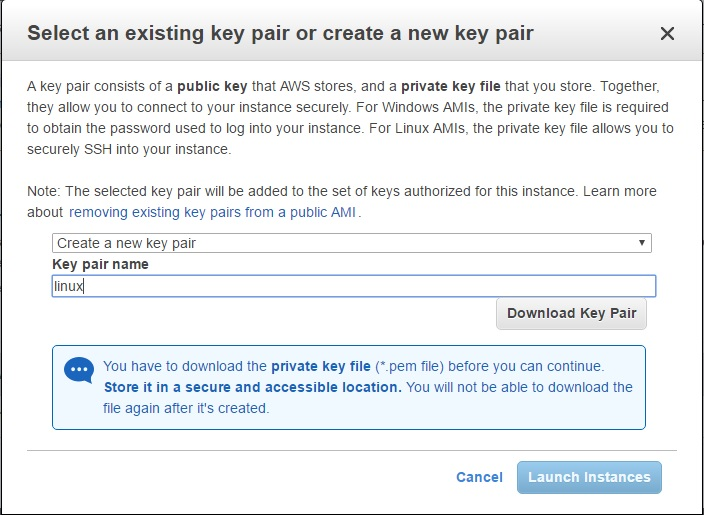 Select an existing key pair or create a new key pair
A key pair consists of a public key that AWS stores, and a private key file that you store. Together,
they allow you to connect to your instance securely. For Windows AMIs, the private key file is required
to obtain the password used to log into your instance. For Linux AMIs, the private key file allows you to
securely SSH into your instance.
Note: The selected key pair will be added to the set of keys authorized for this instance. Learn more
about removing existing key pairs from a public AMI .
Create a new key pair
Key pair name
linux
Download Key Pair
You have to download the private key file (*.pem file) before you can continue.
Store it in a secure and accessible location. You will not be able to download the
file again after it's created.
Cancel
Launch Instances